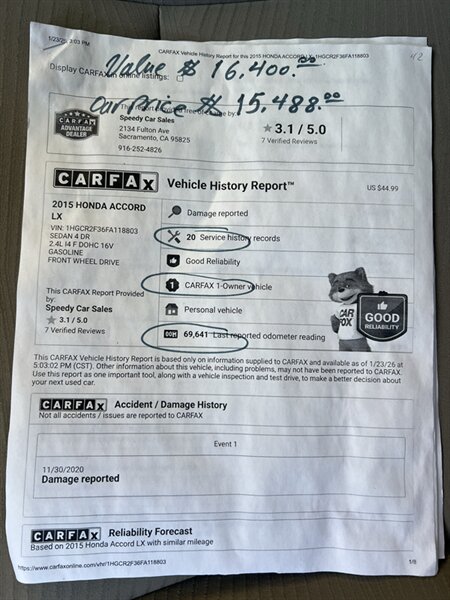 1/23/26, 3:03 PM
CARFAX Vehicle History Report for this 2015 HONDA ACCORD LX: 1HGCR2F36FA118803
Value $ 16,400.00
Display CARFAX in online listings:
Car Price $ 15,488.00
CARFAX
ADVANTAGE
DEALER
Speedy Car Sales
2134 Fulton Ave
Sacramento, CA 95825
916-252-4826
3.1 / 5.0
7 Verified Reviews
CARFAX Vehicle History Report™
US $44.99
2015 HONDA ACCORD
LX
VIN: 1HGCR2F36FA118803
SEDAN 4 DR
2.4L I4 F DOHC 16V
GASOLINE
FRONT WHEEL DRIVE
This CARFAX Report Provided
by:
Speedy Car Sales
3.1 / 5.0
7 Verified Reviews
Damage reported
20 Service history records
Good Reliability
1 CARFAX 1-Owner vehicle
Personal vehicle
69,641 Last reported odometer reading
CAR
FOX
GOOD
RELIABILITY
This CARFAX Vehicle History Report is based only on information supplied to CARFAX and available as of 1/23/26 at
5:03:02 PM (CST). Other information about this vehicle, including problems, may not have been reported to CARFAX.
Use this report as one important tool, along with a vehicle inspection and test drive, to make a better decision about
your next used car.
CARFAX Accident / Damage History
Not all accidents / issues are reported to CARFAX
Event 1
11/30/2020
Damage reported
CARFAX Reliability Forecast
Based on 2015 Honda Accord LX with similar mileage
https://www.carfaxonline.com/vhr/1HGCR2F36FA118803
1/8